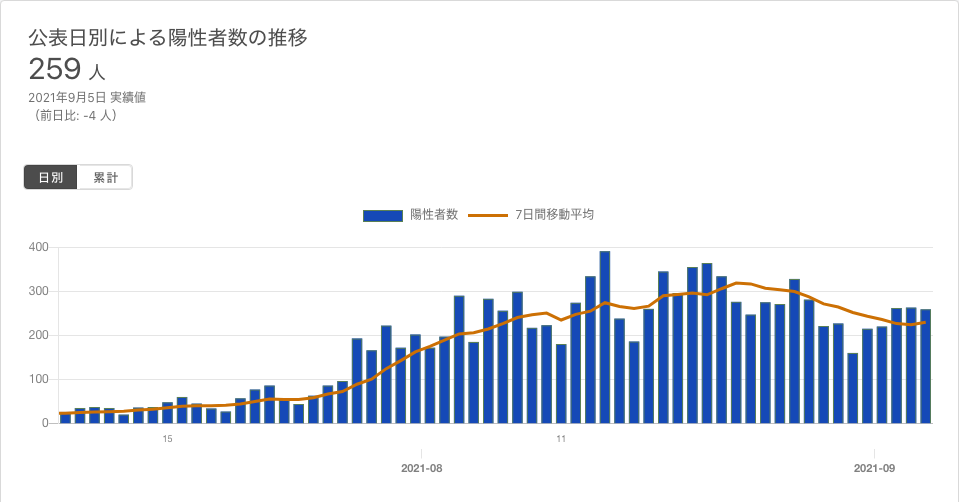 公表日別による陽性者数の推移
259 人
2021年9月5日 実績値
（前日比: -4 人）
日別 累計
陽性者数 7日間移動平均
400
300
200
100
0
15 11
2021-08 2021-09